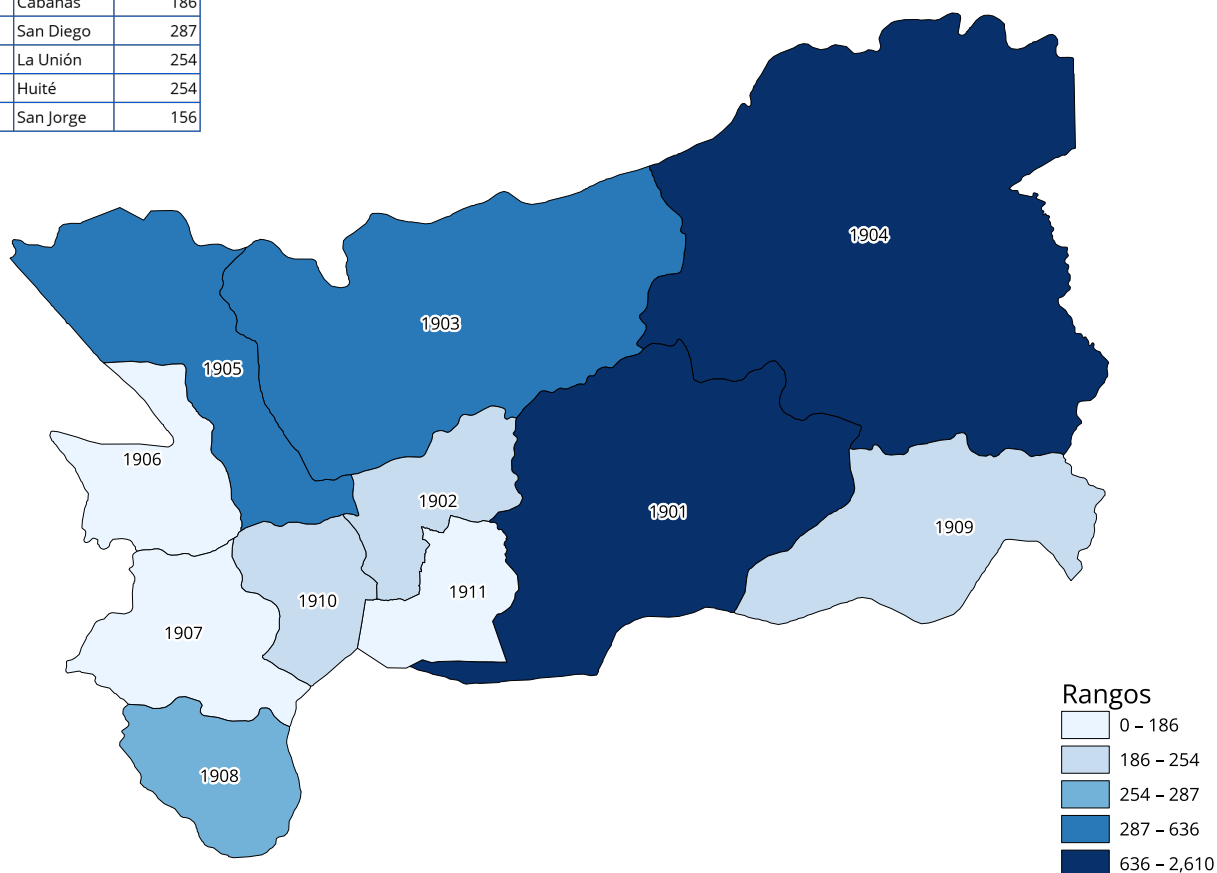 Cabañas 186
San Diego 287
La Unión 254
Huité 254
San Jorge 156
1904
1903
1905
1906
1902
1901
1909
1911
1910
1907
1908
Rangos
0 – 186
186 – 254
254 – 287
287 – 636
636 – 2,610